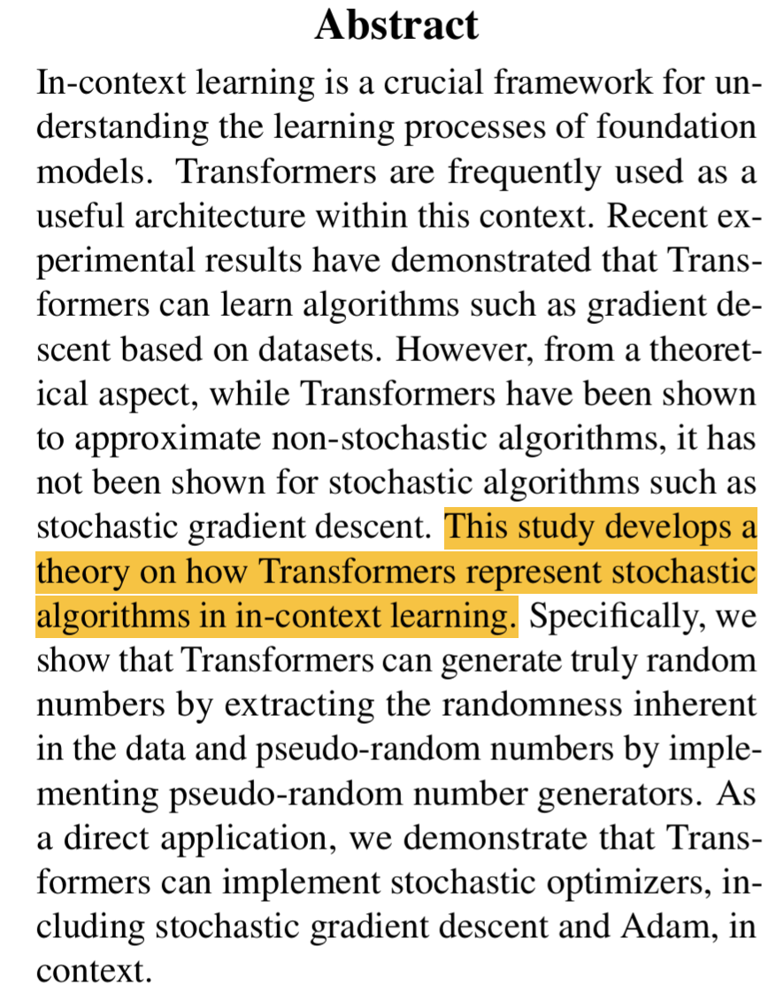 Abstract
In-context learning is a crucial framework for un-
derstanding the learning processes of foundation
models. Transformers are frequently used as a
useful architecture within this context. Recent ex-
perimental results have demonstrated that Trans-
formers can learn algorithms such as gradient de-
scent based on datasets. However, from a theoret-
ical aspect, while Transformers have been shown
to approximate non-stochastic algorithms, it has
not been shown for stochastic algorithms such as
stochastic gradient descent. This study develops a
theory on how Transformers represent stochastic
algorithms in in-context learning. Specifically, we
show that Transformers can generate truly random
numbers by extracting the randomness inherent
in the data and pseudo-random numbers by imple-
menting pseudo-random number generators. As
a direct application, we demonstrate that Trans-
formers can implement stochastic optimizers, in-
cluding stochastic gradient descent and Adam, in
context.